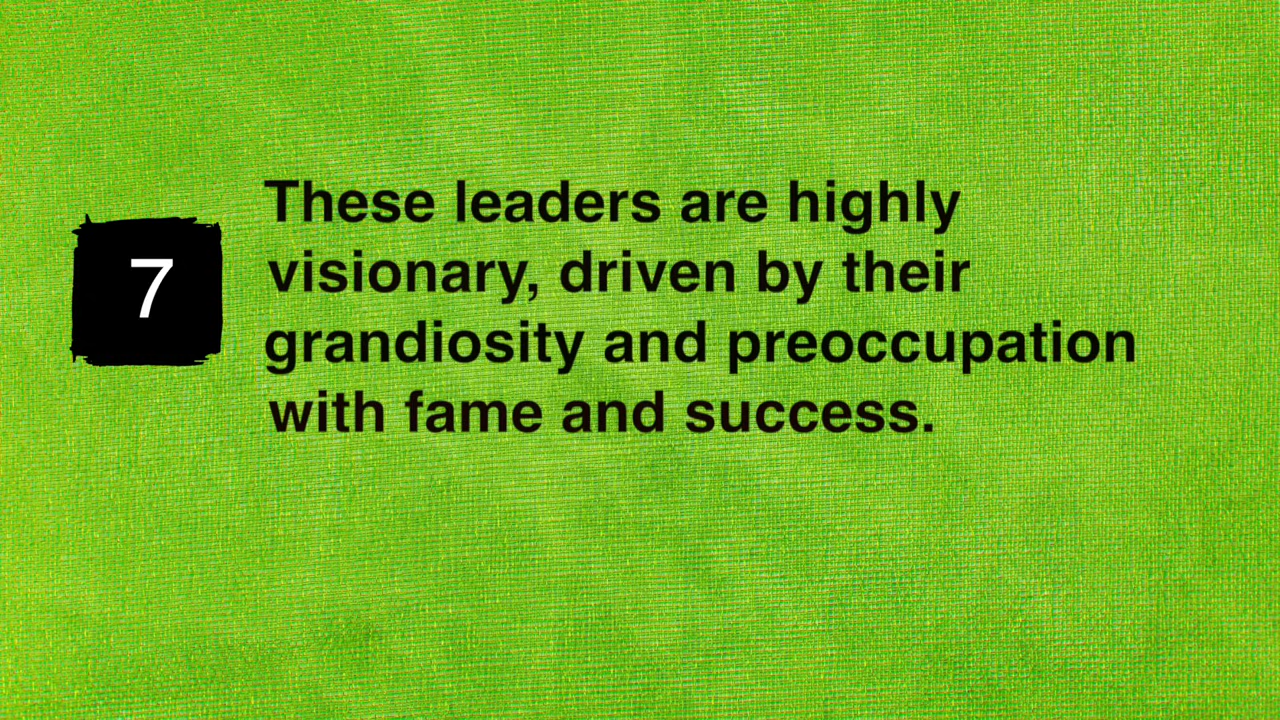 7
These leaders are highly
visionary, driven by their
grandiosity and preoccupation
with fame and success.